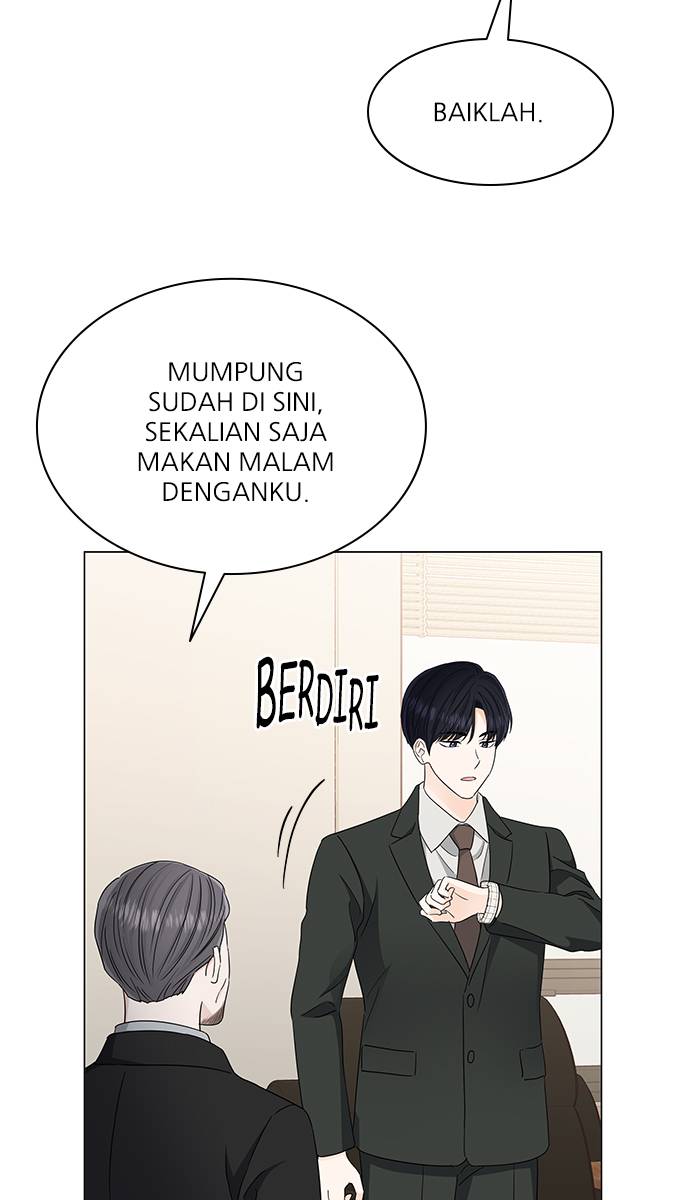 BAIKLAH.
MUMPUNG
SUDAH DI SINI,
SEKALIAN SAJA
MAKAN MALAM
DENGANKU.
BERDIRI